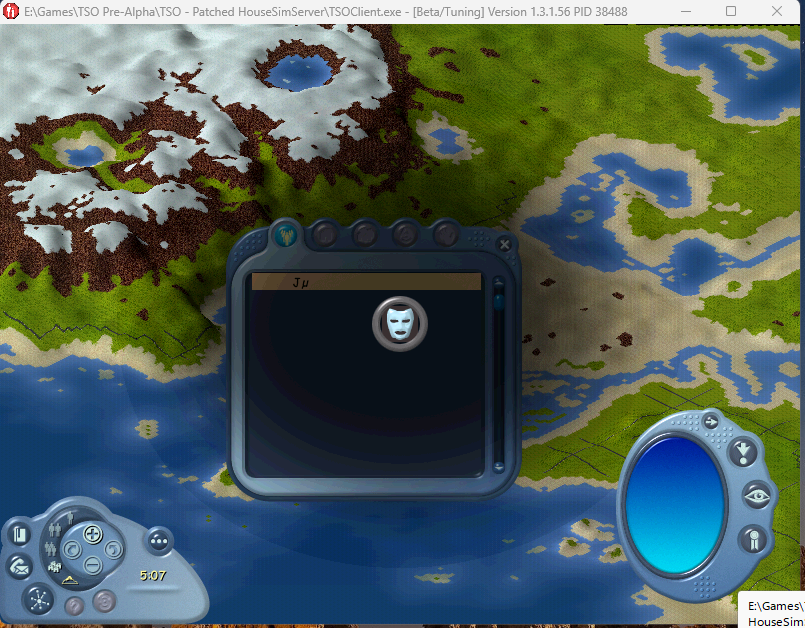 E:\Games\TSO Pre-Alpha\TSO - Patched HouseSimServer\TSOClient.exe - [Beta/Tuning] Version 1.3.1.56 PID 38488
Jµ
5:07
E:\Games\T
HouseSim